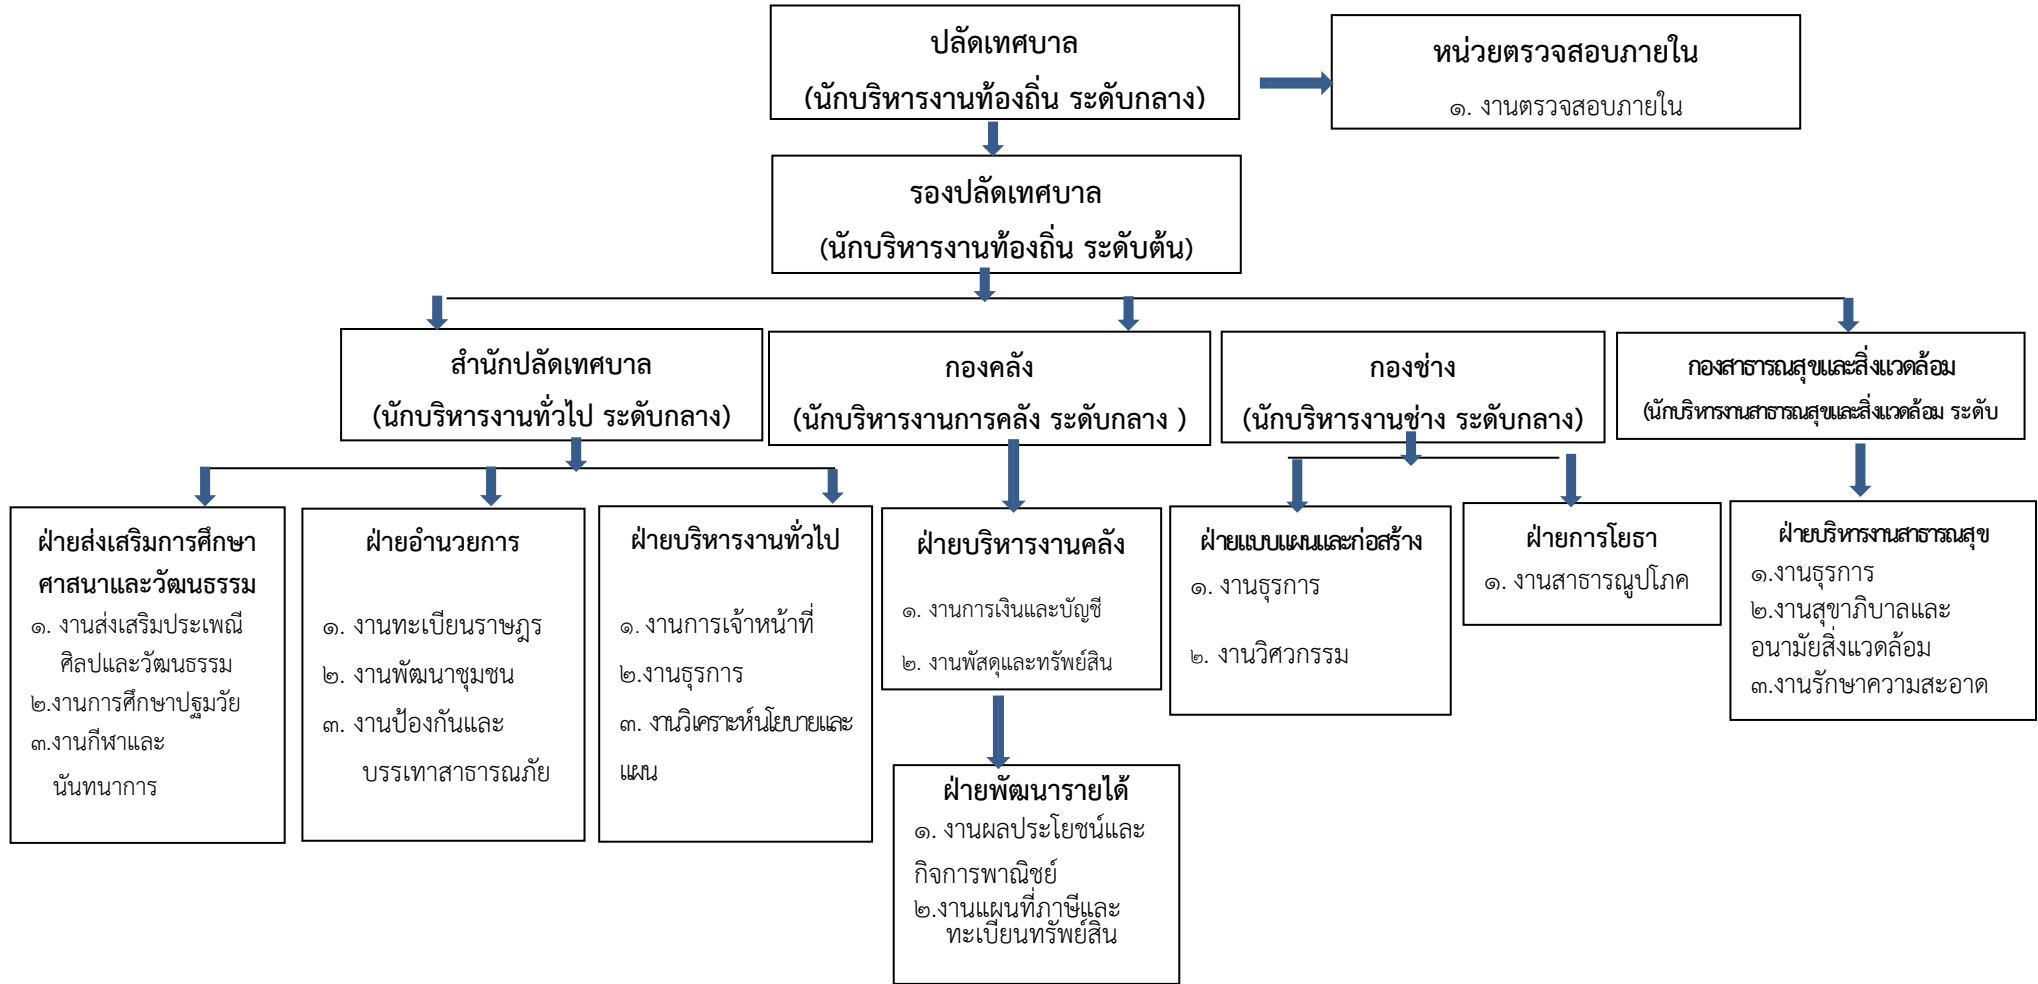 ปลัดเทศบาล
(นักบริหารงานท้องถิ่น ระดับกลาง)
หน่วยตรวจสอบภายใน
๑. งานตรวจสอบภายใน
รองปลัดเทศบาล
(นักบริหารงานท้องถิ่น ระดับต้น)
สำนักปลัดเทศบาล
(นักบริหารงานทั่วไป ระดับกลาง)
กองคลัง
(นักบริหารงานการคลัง ระดับกลาง )
กองช่าง
(นักบริหารงานช่าง ระดับกลาง)
กองสาธารณสุขและสิ่งแวดล้อม
(นักบริหารงานสาธารณสุขและสิ่งแวดล้อม ระดับ
ฝ่ายส่งเสริมการศึกษา
ศาสนาและวัฒนธรรม
๑. งานส่งเสริมประเพณี
ศิลปและวัฒนธรรม
๒.งานการศึกษาปฐมวัย
๓.งานกีฬาและ
นันทนาการ
ฝ่ายอำนวยการ
๑. งานทะเบียนราษฎร
๒. งานพัฒนาชุมชน
๓. งานป้องกันและ
บรรเทาสาธารณภัย
ฝ่ายบริหารงานทั่วไป
๑. งานการเจ้าหน้าที่
๒.งานธุรการ
๓. งานวิเคราะห์นโยบายและ
แผน
ฝ่ายบริหารงานคลัง
๑. งานการเงินและบัญชี
๒. งานพัสดุและทรัพย์สิน
ฝ่ายพัฒนารายได้
๑. งานผลประโยชน์และ
กิจการพาณิชย์
๒.งานแผนที่ภาษีและ
ทะเบียนทรัพย์สิน
ฝ่ายแบบแผนและก่อสร้าง
๑. งานธุรการ
๒. งานวิศวกรรม
ฝ่ายการโยธา
๑. งานสาธารณูปโภค
ฝ่ายบริหารงานสาธารณสุข
๑.งานธุรการ
๒.งานสุขาภิบาลและ
อนามัยสิ่งแวดล้อม
๓.งานรักษาความสะอาด